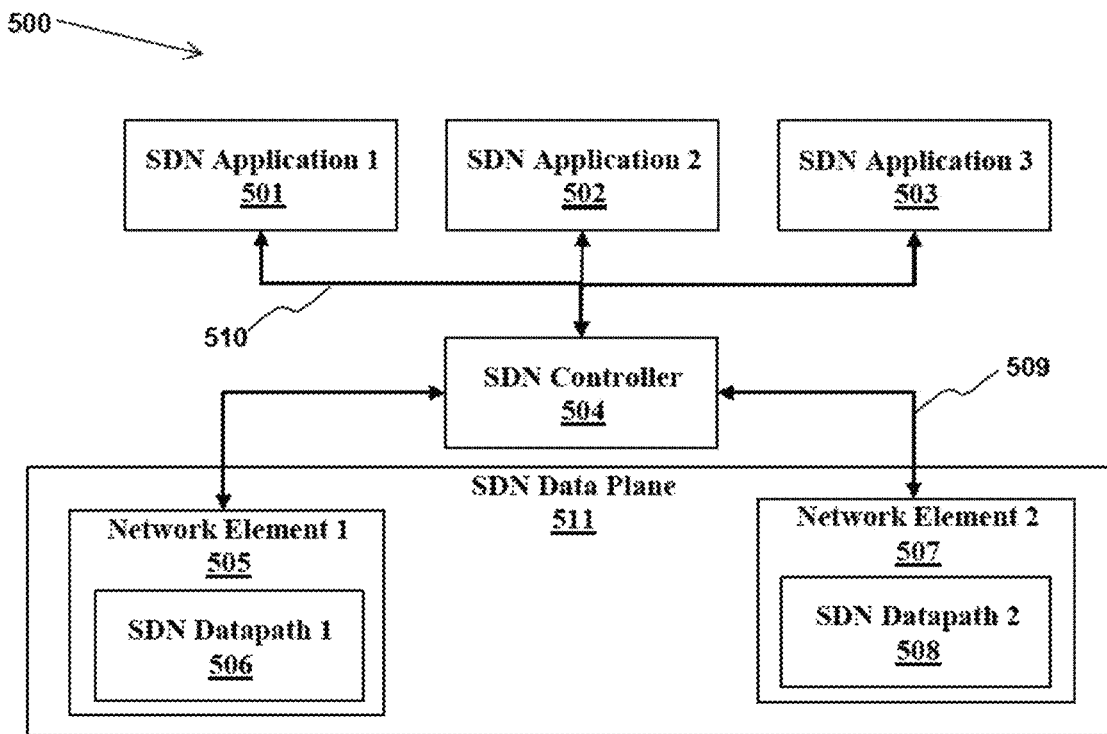 500
SDN Application 1
501
SDN Application 2
502
SDN Application 3
503
510
SDN Controller
504
509
SDN Data Plane
511
Network Element 1
505
SDN Datapath 1
506
Network Element 2
507
SDN Datapath 2
508